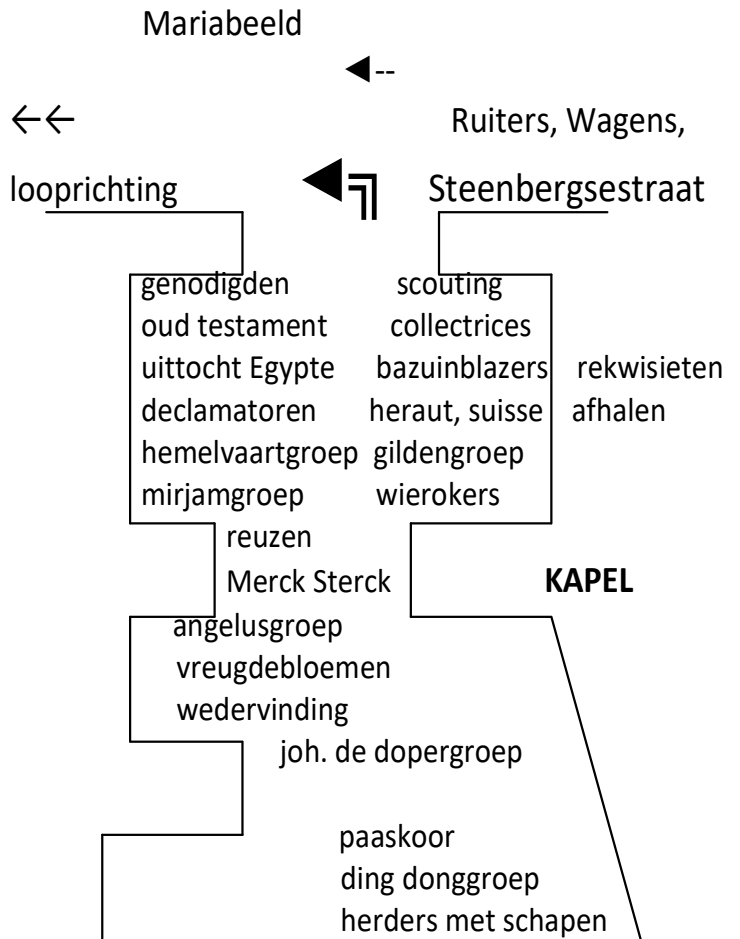 Mariabeeld
◄--
←← Ruiters, Wagens,
looprichting ◄╗ Steenbergsestraat
genodigden scouting
oud testament collectrices
uittocht Egypte bazuinblazers rekwisieten
declamatoren heraut, suisse afhalen
hemelvaartgroep gildengroep
mirjamgroep wierokers
reuzen
Merck Sterck KAPEL
angelusgroep
vreugdebloemen
wedervinding
joh. de dopergroep
paaskoor
ding donggroep
herders met schapen